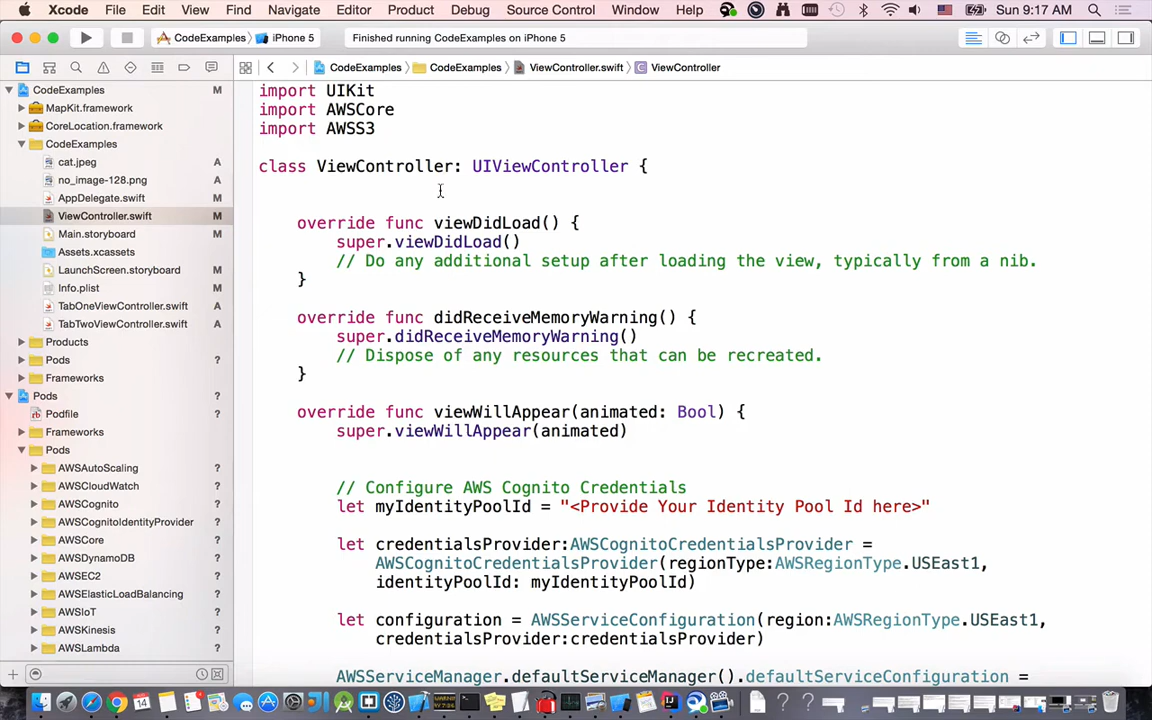 Xcode File Edit View Find Navigate Editor Product Debug Source Control Window Help Sun 9:17 AM
CodeExamples iPhone 5 Finished running CodeExamples on iPhone 5
CodeExamples CodeExamples ViewController.swift C ViewController
CodeExamples M
MapKit.framework
CoreLocation.framework
CodeExamples
cat.jpeg A
no_image-128.png A
AppDelegate.swift M
ViewController.swift M
Main.storyboard M
Assets.xcassets
LaunchScreen.storyboard M
Info.plist M
TabOneViewController.swift A
TabTwoViewController.swift A
Products
Pods ?
Frameworks
Pods ?
Podfile ?
Frameworks
Pods
AWSAutoScaling ?
AWSCloudWatch ?
AWSCognito ?
AWSCognitoIdentityProvider ?
AWSCore ?
AWSDynamoDB ?
AWSEC2 ?
AWSElasticLoadBalancing ?
AWSIoT ?
AWSKinesis ?
AWSLambda ?
import UIKit
import AWSCore
import AWSS3
class ViewController: UIViewController {
override func viewDidLoad() {
super.viewDidLoad()
// Do any additional setup after loading the view, typically from a nib.
}
override func didReceiveMemoryWarning() {
super.didReceiveMemoryWarning()
// Dispose of any resources that can be recreated.
}
override func viewWillAppear(animated: Bool) {
super.viewWillAppear(animated)
// Configure AWS Cognito Credentials
let myIdentityPoolId = "<Provide Your Identity Pool Id here>"
let credentialsProvider:AWSCognitoCredentialsProvider =
AWSCognitoCredentialsProvider(regionType:AWSRegionType.USEast1,
identityPoolId: myIdentityPoolId)
let configuration = AWSServiceConfiguration(region:AWSRegionType.USEast1,
credentialsProvider:credentialsProvider)
AWSServiceManager.defaultServiceManager().defaultServiceConfiguration =